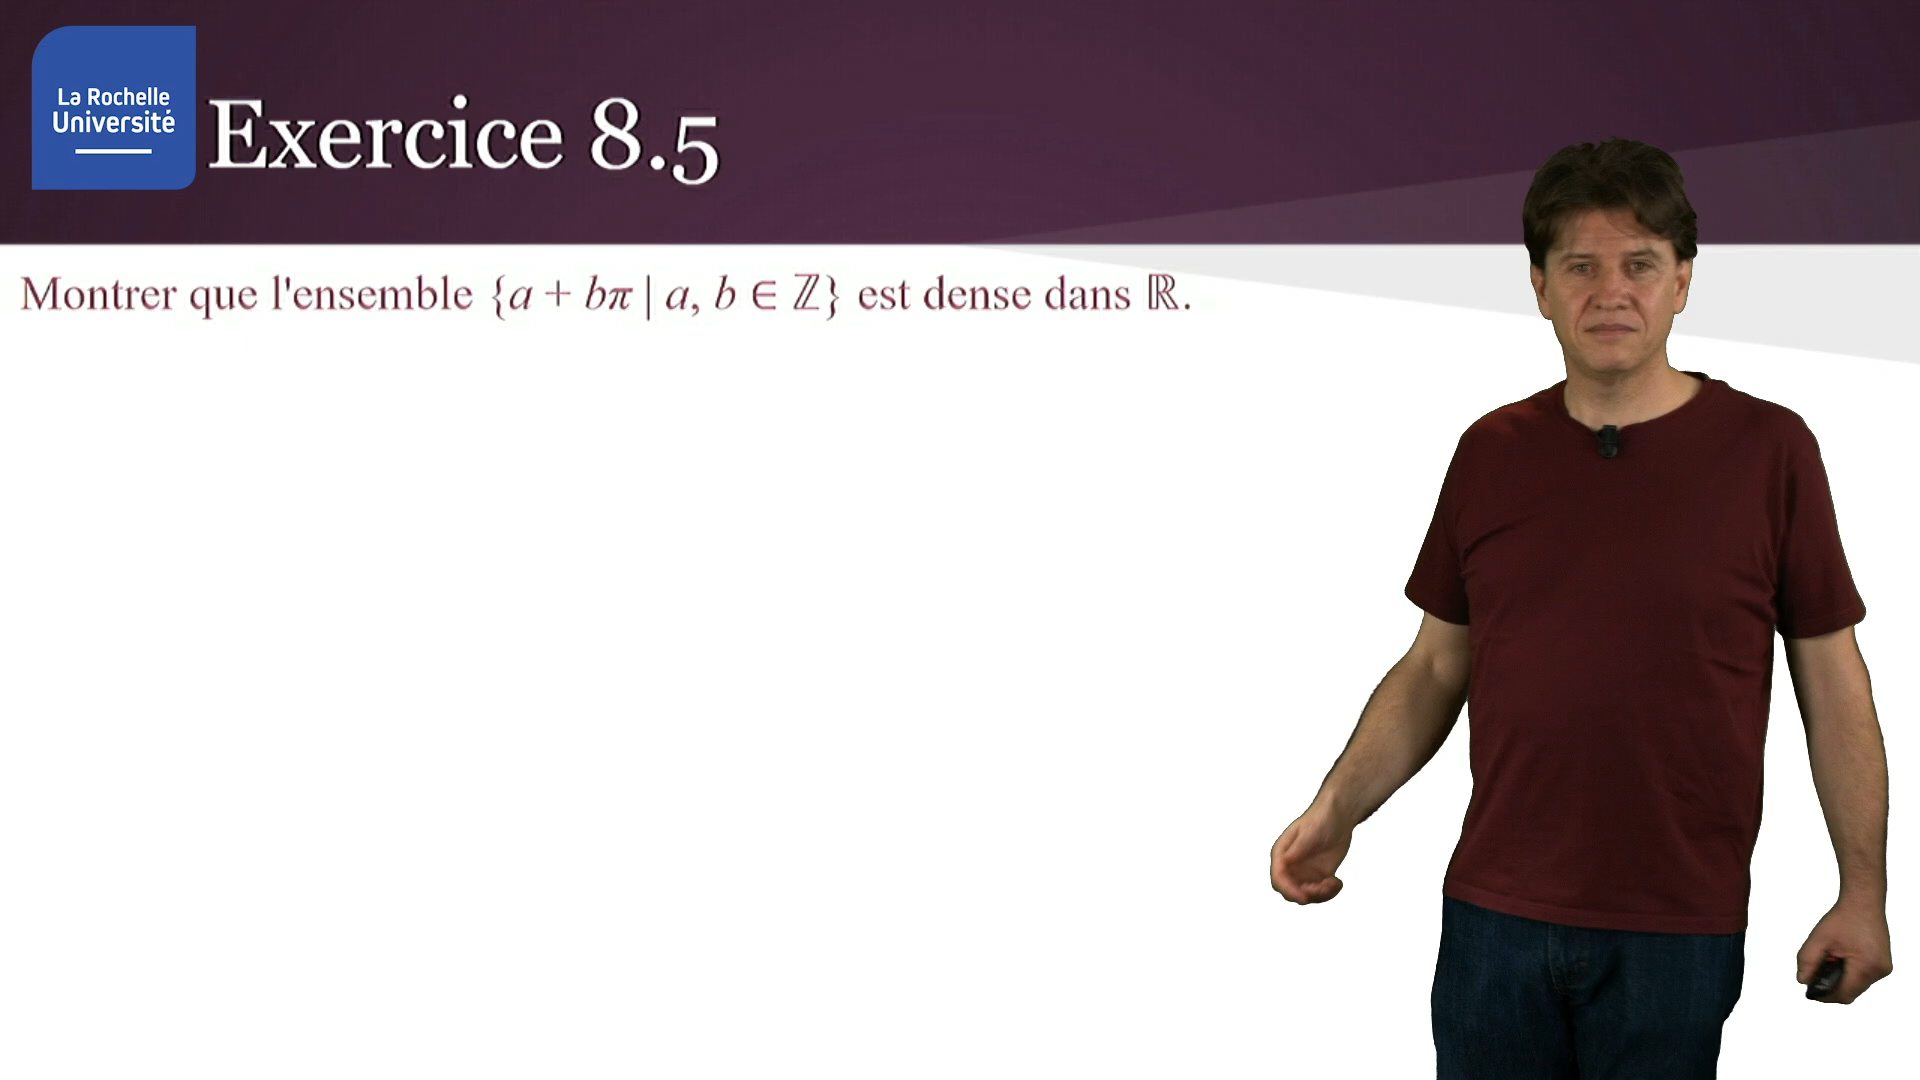 La Rochelle
Université
Exercice 8.5
Montrer que l'ensemble {a + bπ | a, b ∈ ℤ} est dense dans ℝ.